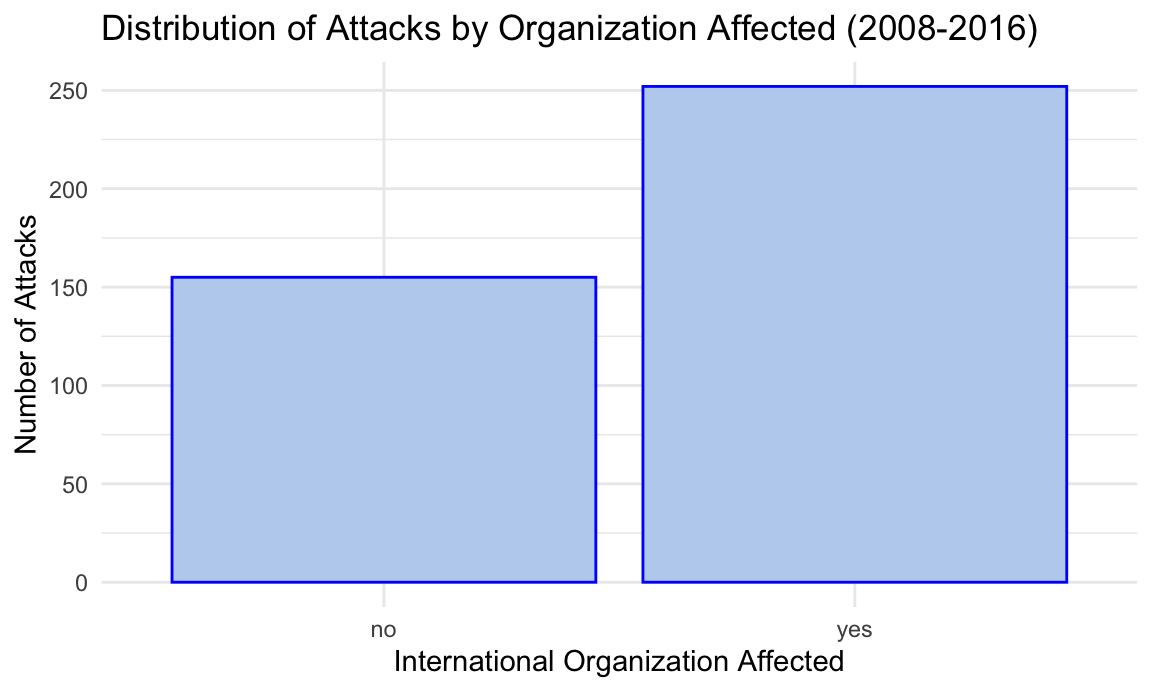 Distribution of Attacks by Organization Affected (2008-2016)
Number of Attacks
250
200
150
100
50
0
no
yes
International Organization Affected